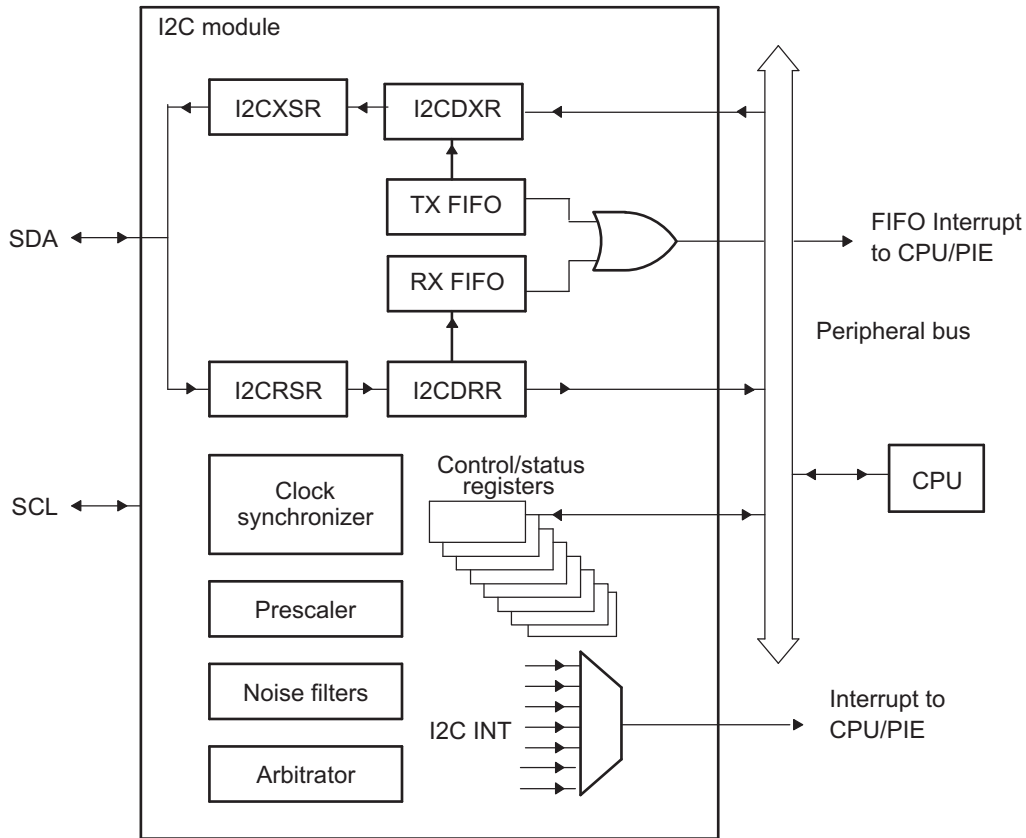 I2C module
I2CXSR
I2CDXR
TX FIFO
SDA
FIFO Interrupt
to CPU/PIE
RX FIFO
Peripheral bus
I2CRSR
I2CDRR
Control/status
registers
Clock
synchronizer
SCL
CPU
Prescaler
Noise filters
I2C INT
Interrupt to
CPU/PIE
Arbitrator